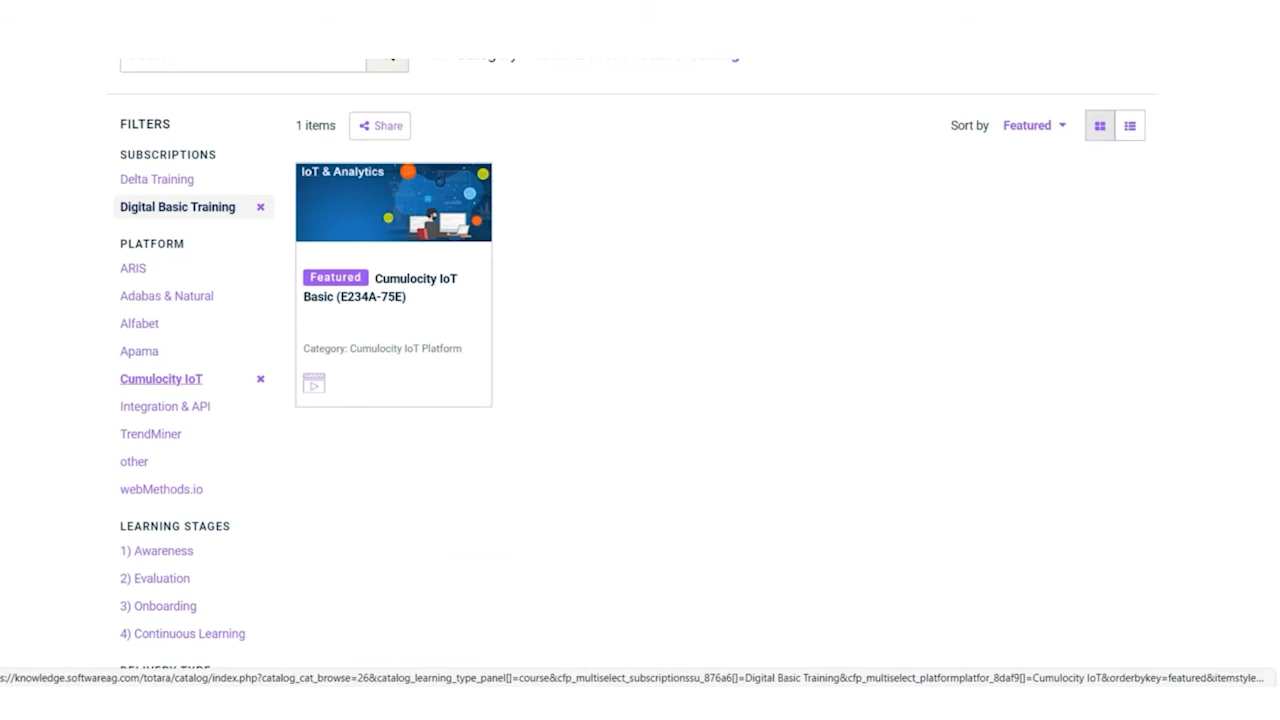 FILTERS
1 items
Share
Sort by Featured
SUBSCRIPTIONS
Delta Training
Digital Basic Training
PLATFORM
ARIS
Adabas & Natural
Alfabet
Apama
Cumulocity IoT
Integration & API
TrendMiner
other
webMethods.io
LEARNING STAGES
1) Awareness
2) Evaluation
3) Onboarding
4) Continuous Learning
IoT & Analytics
Featured Cumulocity IoT
Basic (E234A-75E)
Category: Cumulocity IoT Platform
s://knowledge.softwareag.com/totara/catalog/index.php?catalog_cat_browse=26&catalog_learning_type_panel[]=course&cfp_multiselect_subscriptionssu_876a6[]=Digital Basic Training&cfp_multiselect_platformplatfor_8daf9[]=Cumulocity IoT&orderbykey=featured&itemstyle...